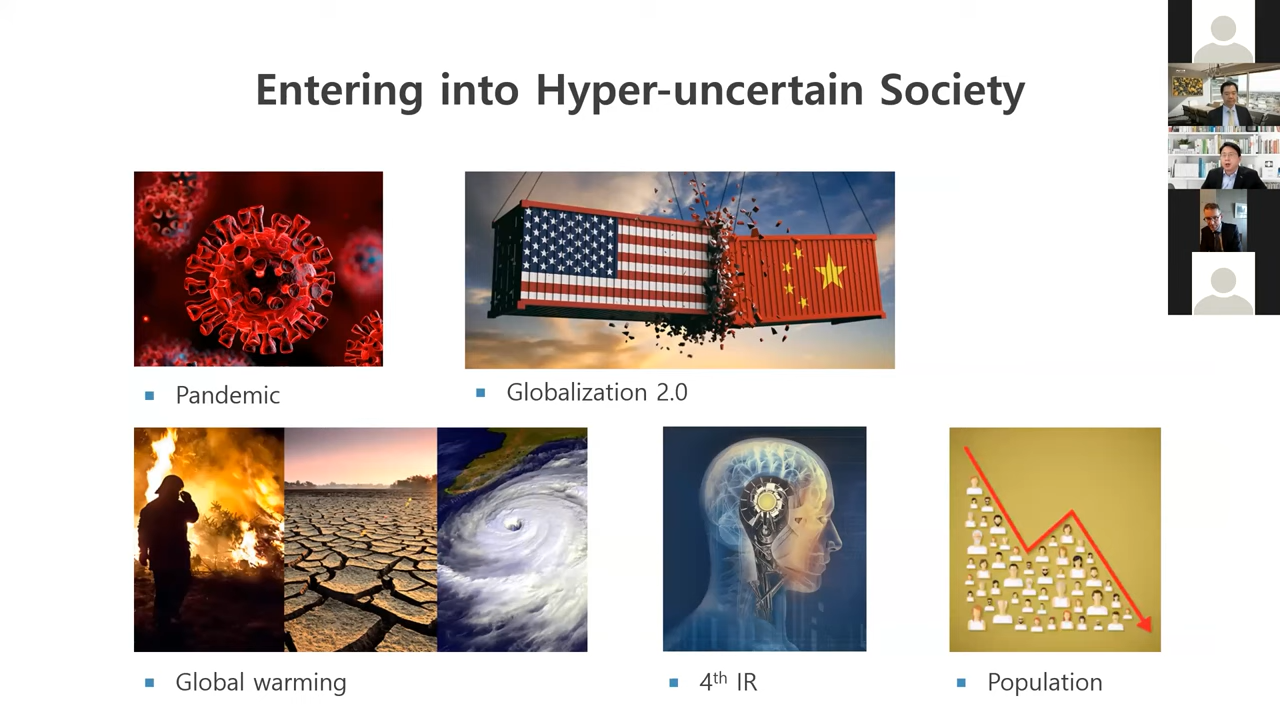 Entering into Hyper-uncertain Society
Pandemic
Globalization 2.0
Global warming
4th IR
Population